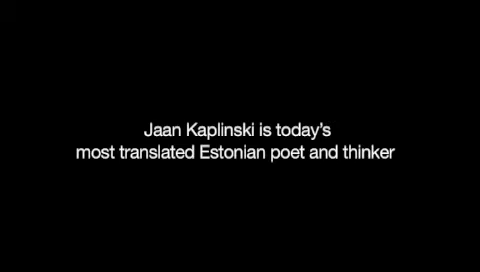 Jaan Kaplinski is today's
most translated Estonian poet and thinker